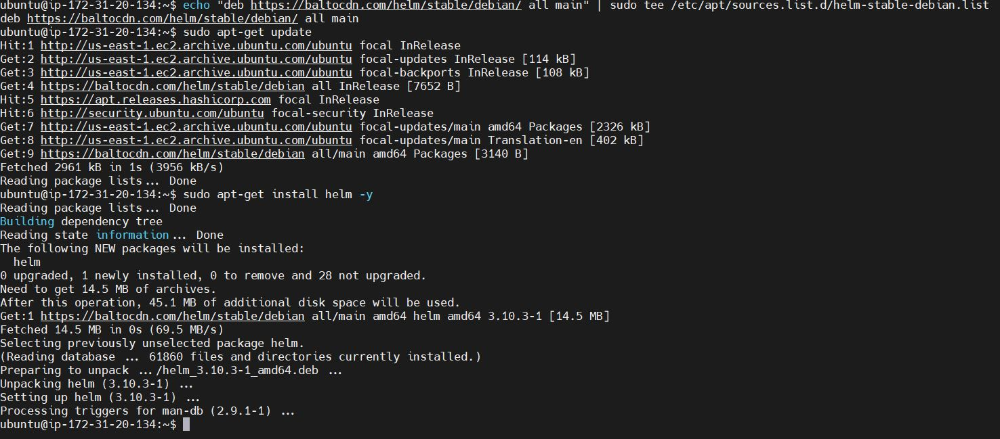 ubuntu@ip-172-31-20-134:~$ echo "deb https://baltocdn.com/helm/stable/debian/ all main" | sudo tee /etc/apt/sources.list.d/helm-stable-debian.list
deb https://baltocdn.com/helm/stable/debian/ all main
ubuntu@ip-172-31-20-134:~$ sudo apt-get update
Hit:1 http://us-east-1.ec2.archive.ubuntu.com/ubuntu focal InRelease
Get:2 http://us-east-1.ec2.archive.ubuntu.com/ubuntu focal-updates InRelease [114 kB]
Get:3 http://us-east-1.ec2.archive.ubuntu.com/ubuntu focal-backports InRelease [108 kB]
Get:4 https://baltocdn.com/helm/stable/debian all InRelease [7652 B]
Hit:5 https://apt.releases.hashicorp.com focal InRelease
Hit:6 http://security.ubuntu.com/ubuntu focal-security InRelease
Get:7 http://us-east-1.ec2.archive.ubuntu.com/ubuntu focal-updates/main amd64 Packages [2326 kB]
Get:8 http://us-east-1.ec2.archive.ubuntu.com/ubuntu focal-updates/main Translation-en [402 kB]
Get:9 https://baltocdn.com/helm/stable/debian all/main amd64 Packages [3140 B]
Fetched 2961 kB in 1s (3956 kB/s)
Reading package lists... Done
ubuntu@ip-172-31-20-134:~$ sudo apt-get install helm -y
Reading package lists... Done
Building dependency tree
Reading state information... Done
The following NEW packages will be installed:
  helm
0 upgraded, 1 newly installed, 0 to remove and 28 not upgraded.
Need to get 14.5 MB of archives.
After this operation, 45.1 MB of additional disk space will be used.
Get:1 https://baltocdn.com/helm/stable/debian all/main amd64 helm amd64 3.10.3-1 [14.5 MB]
Fetched 14.5 MB in 0s (69.5 MB/s)
Selecting previously unselected package helm.
(Reading database ... 61860 files and directories currently installed.)
Preparing to unpack .../helm_3.10.3-1_amd64.deb ...
Unpacking helm (3.10.3-1) ...
Setting up helm (3.10.3-1) ...
Processing triggers for man-db (2.9.1-1) ...
ubuntu@ip-172-31-20-134:~$